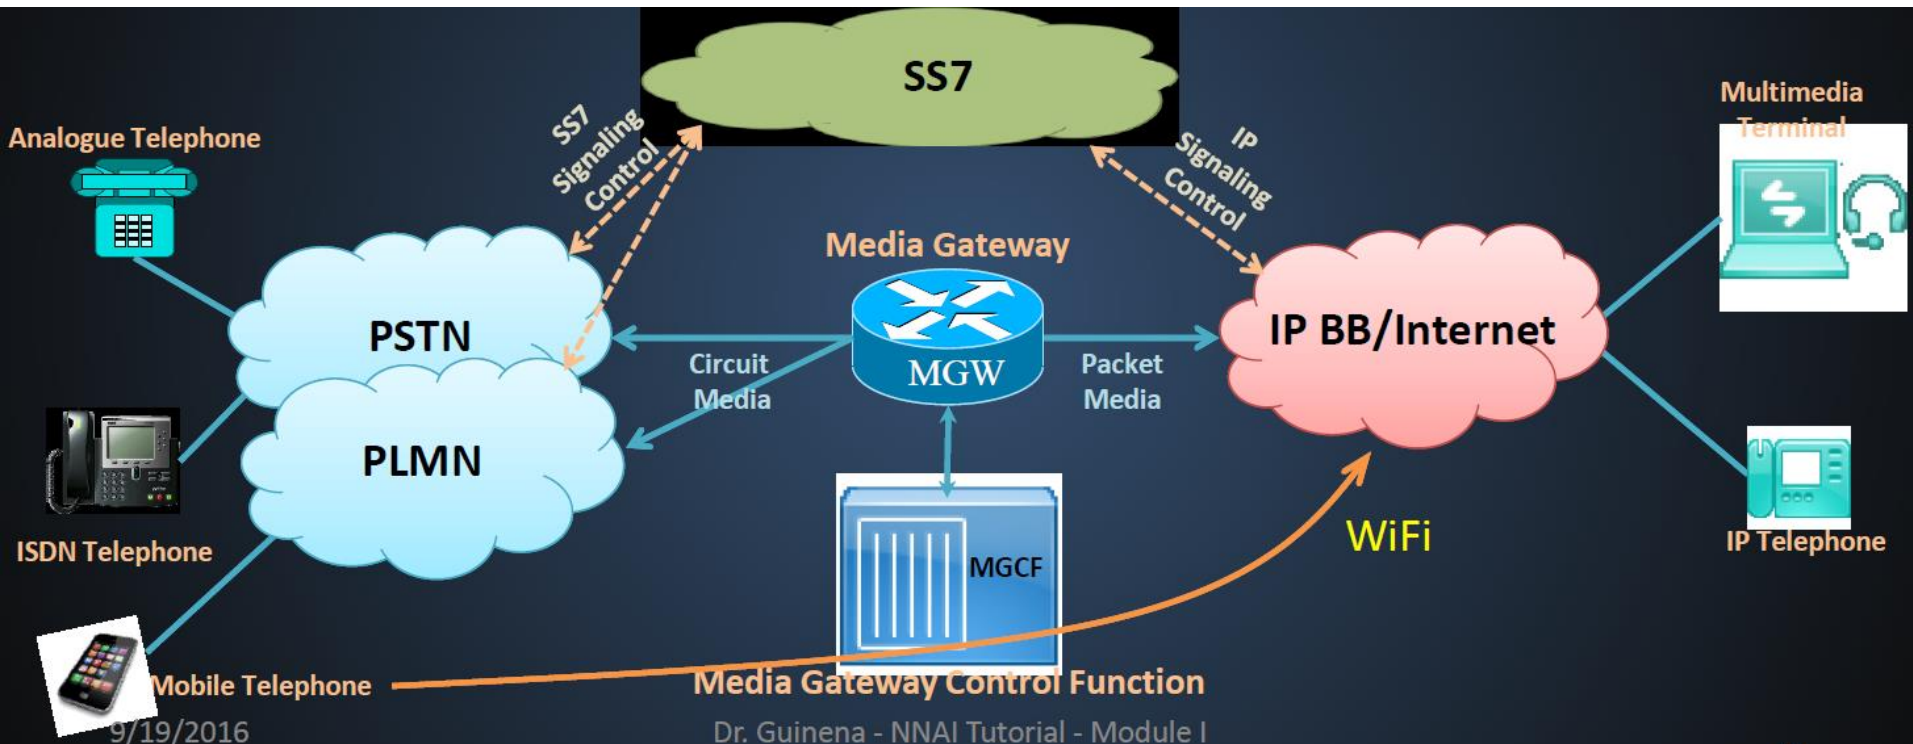 SS7
SS7
Signaling
Control
IP
Signaling
Control
Multimedia
Terminal
Analogue Telephone
Media Gateway
PSTN
Circuit
Media
MGW
Packet
Media
IP BB/Internet
PLMN
MGCF
WiFi
ISDN Telephone
IP Telephone
Mobile Telephone
Media Gateway Control Function
9/19/2016
Dr. Guinena - NNAI Tutorial - Module I